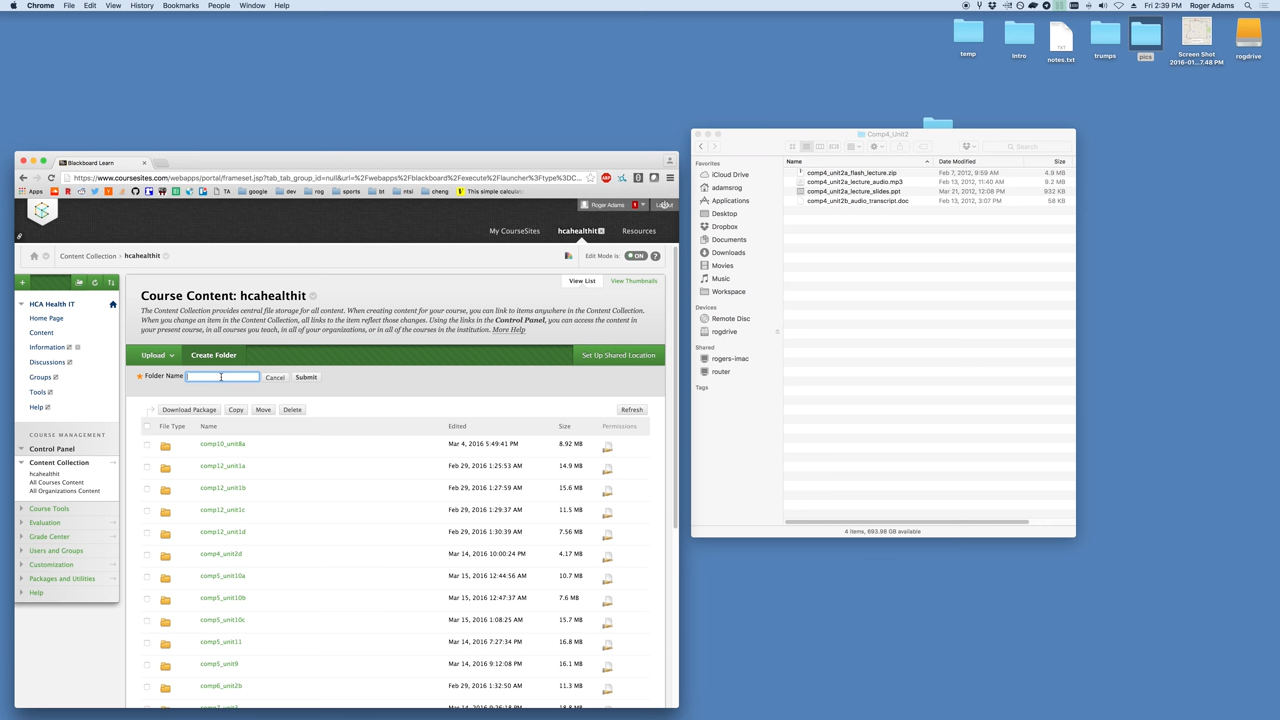 Chrome File Edit View History Bookmarks People Window Help
Fri 2:39 PM Roger Adams
temp
intro
notes.txt
trumps
pics
Screen Shot
2016-01...7.48 PM
rogdrive
Blackboard Learn
https://www.coursesites.com/webapps/portal/frameset.jsp?tab_tab_group_id=null&url=%2Fwebapps%2Fblackboard%2Fexecute%2Flauncher%3Ftype%3DC...
Apps
TA
google
dev
rog
sports
bt
ntsi
cheng
This simple calcula
Roger Adams 1
My CourseSites
hcahealthit
Resources
Content Collection
hcahealthit
Edit Mode is: ON ?
View List
View Thumbnails
HCA Health IT
Home Page
Content
Information
Discussions
Groups
Tools
Help
COURSE MANAGEMENT
Control Panel
Content Collection
hcahealthit
All Courses Content
All Organizations Content
Course Tools
Evaluation
Grade Center
Users and Groups
Customization
Packages and Utilities
Help
Course Content: hcahealthit
The Content Collection provides central file storage for all content. When creating content for your course, you can link to items anywhere in the Content Collection.
When you change an item in the Content Collection, all links to the item reflect those changes. Using the links in the Control Panel, you can access the content in
your present course, in all courses you teach, in all of your organizations, or in all of the courses in the institution. More Help
Upload
Create Folder
Set Up Shared Location
Folder Name
Cancel
Submit
Download Package
Copy
Move
Delete
Refresh
File Type Name Edited Size Permissions
comp10_unit8a Mar 4, 2016 5:49:41 PM 8.92 MB
comp12_unit1a Feb 29, 2016 1:25:53 AM 14.9 MB
comp12_unit1b Feb 29, 2016 1:27:59 AM 15.6 MB
comp12_unit1c Feb 29, 2016 1:29:37 AM 11.5 MB
comp12_unit1d Feb 29, 2016 1:30:39 AM 7.56 MB
comp4_unit2d Mar 14, 2016 10:00:24 PM 4.17 MB
comp5_unit10a Mar 15, 2016 12:44:56 AM 10.7 MB
comp5_unit10b Mar 15, 2016 12:47:37 AM 7.6 MB
comp5_unit10c Mar 15, 2016 1:08:25 AM 15.7 MB
comp5_unit11 Mar 14, 2016 7:27:34 PM 16.8 MB
comp5_unit9 Mar 14, 2016 9:12:08 PM 16.1 MB
comp6_unit2b Feb 29, 2016 1:32:50 AM 11.3 MB
Comp4_Unit2
Search
Favorites
iCloud Drive
adamsrog
Applications
Desktop
Dropbox
Documents
Downloads
Movies
Music
Workspace
Devices
Remote Disc
rogdrive
Shared
rogers-imac
router
Tags
Name Date Modified Size
comp4_unit2a_flash_lecture.zip Feb 7, 2012, 9:59 AM 4.9 MB
comp4_unit2a_lecture_audio.mp3 Feb 13, 2012, 11:40 AM 9.2 MB
comp4_unit2a_lecture_slides.ppt Mar 21, 2012, 12:08 PM 932 KB
comp4_unit2b_audio_transcript.doc Feb 13, 2012, 3:07 PM 58 KB
4 items, 693.98 GB available